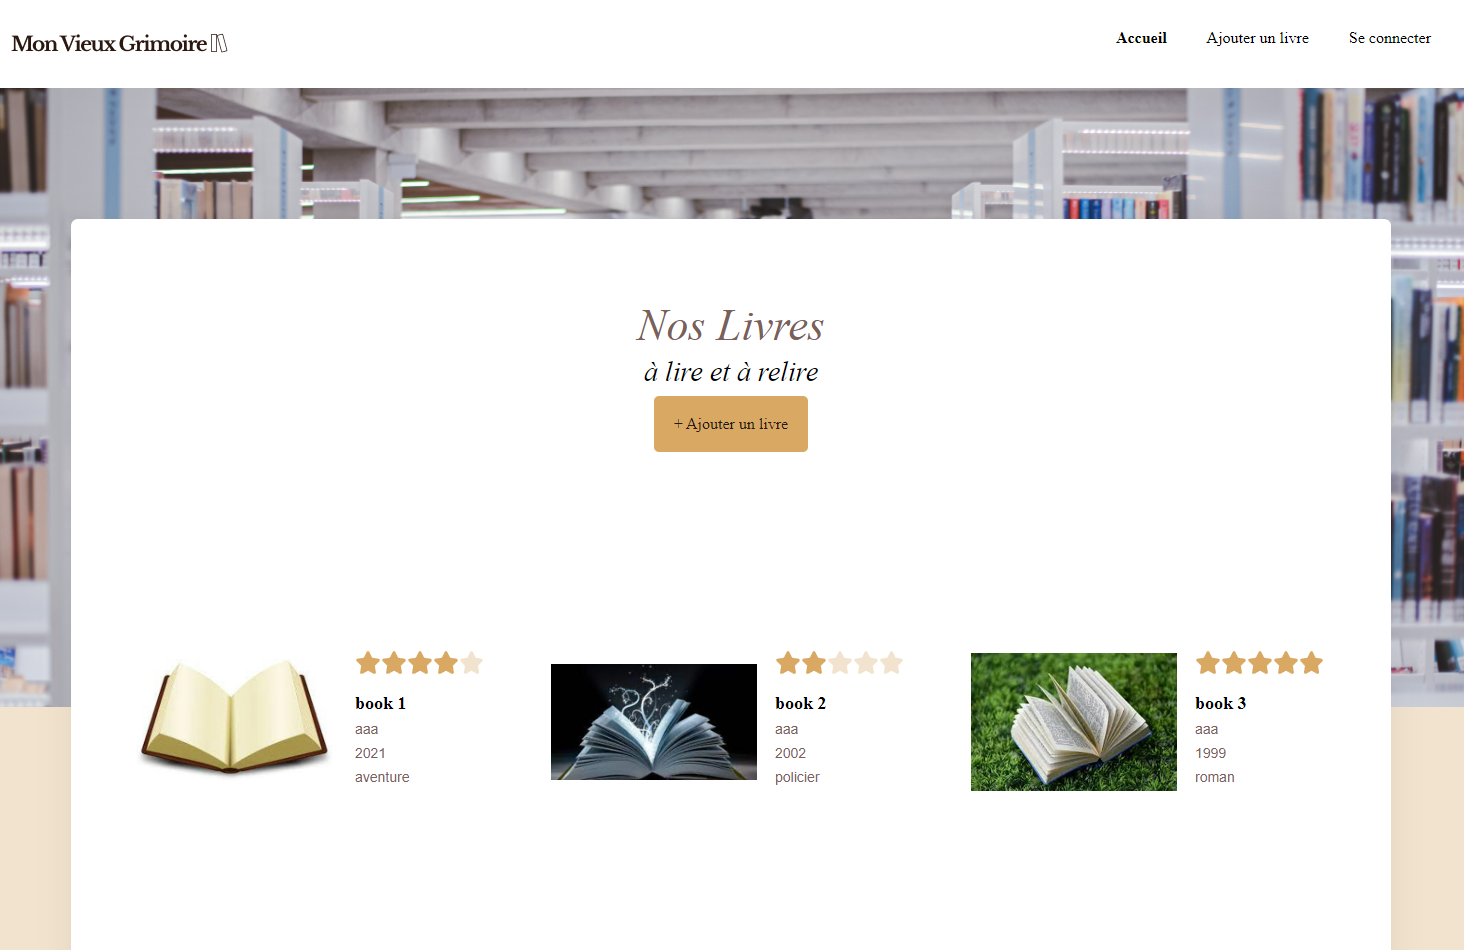 Mon Vieux Grimoire
Accueil
Ajouter un livre
Se connecter
Nos Livres
à lire et à relire
+ Ajouter un livre
book 1
aaa
2021
aventure
book 2
aaa
2002
policier
book 3
aaa
1999
roman